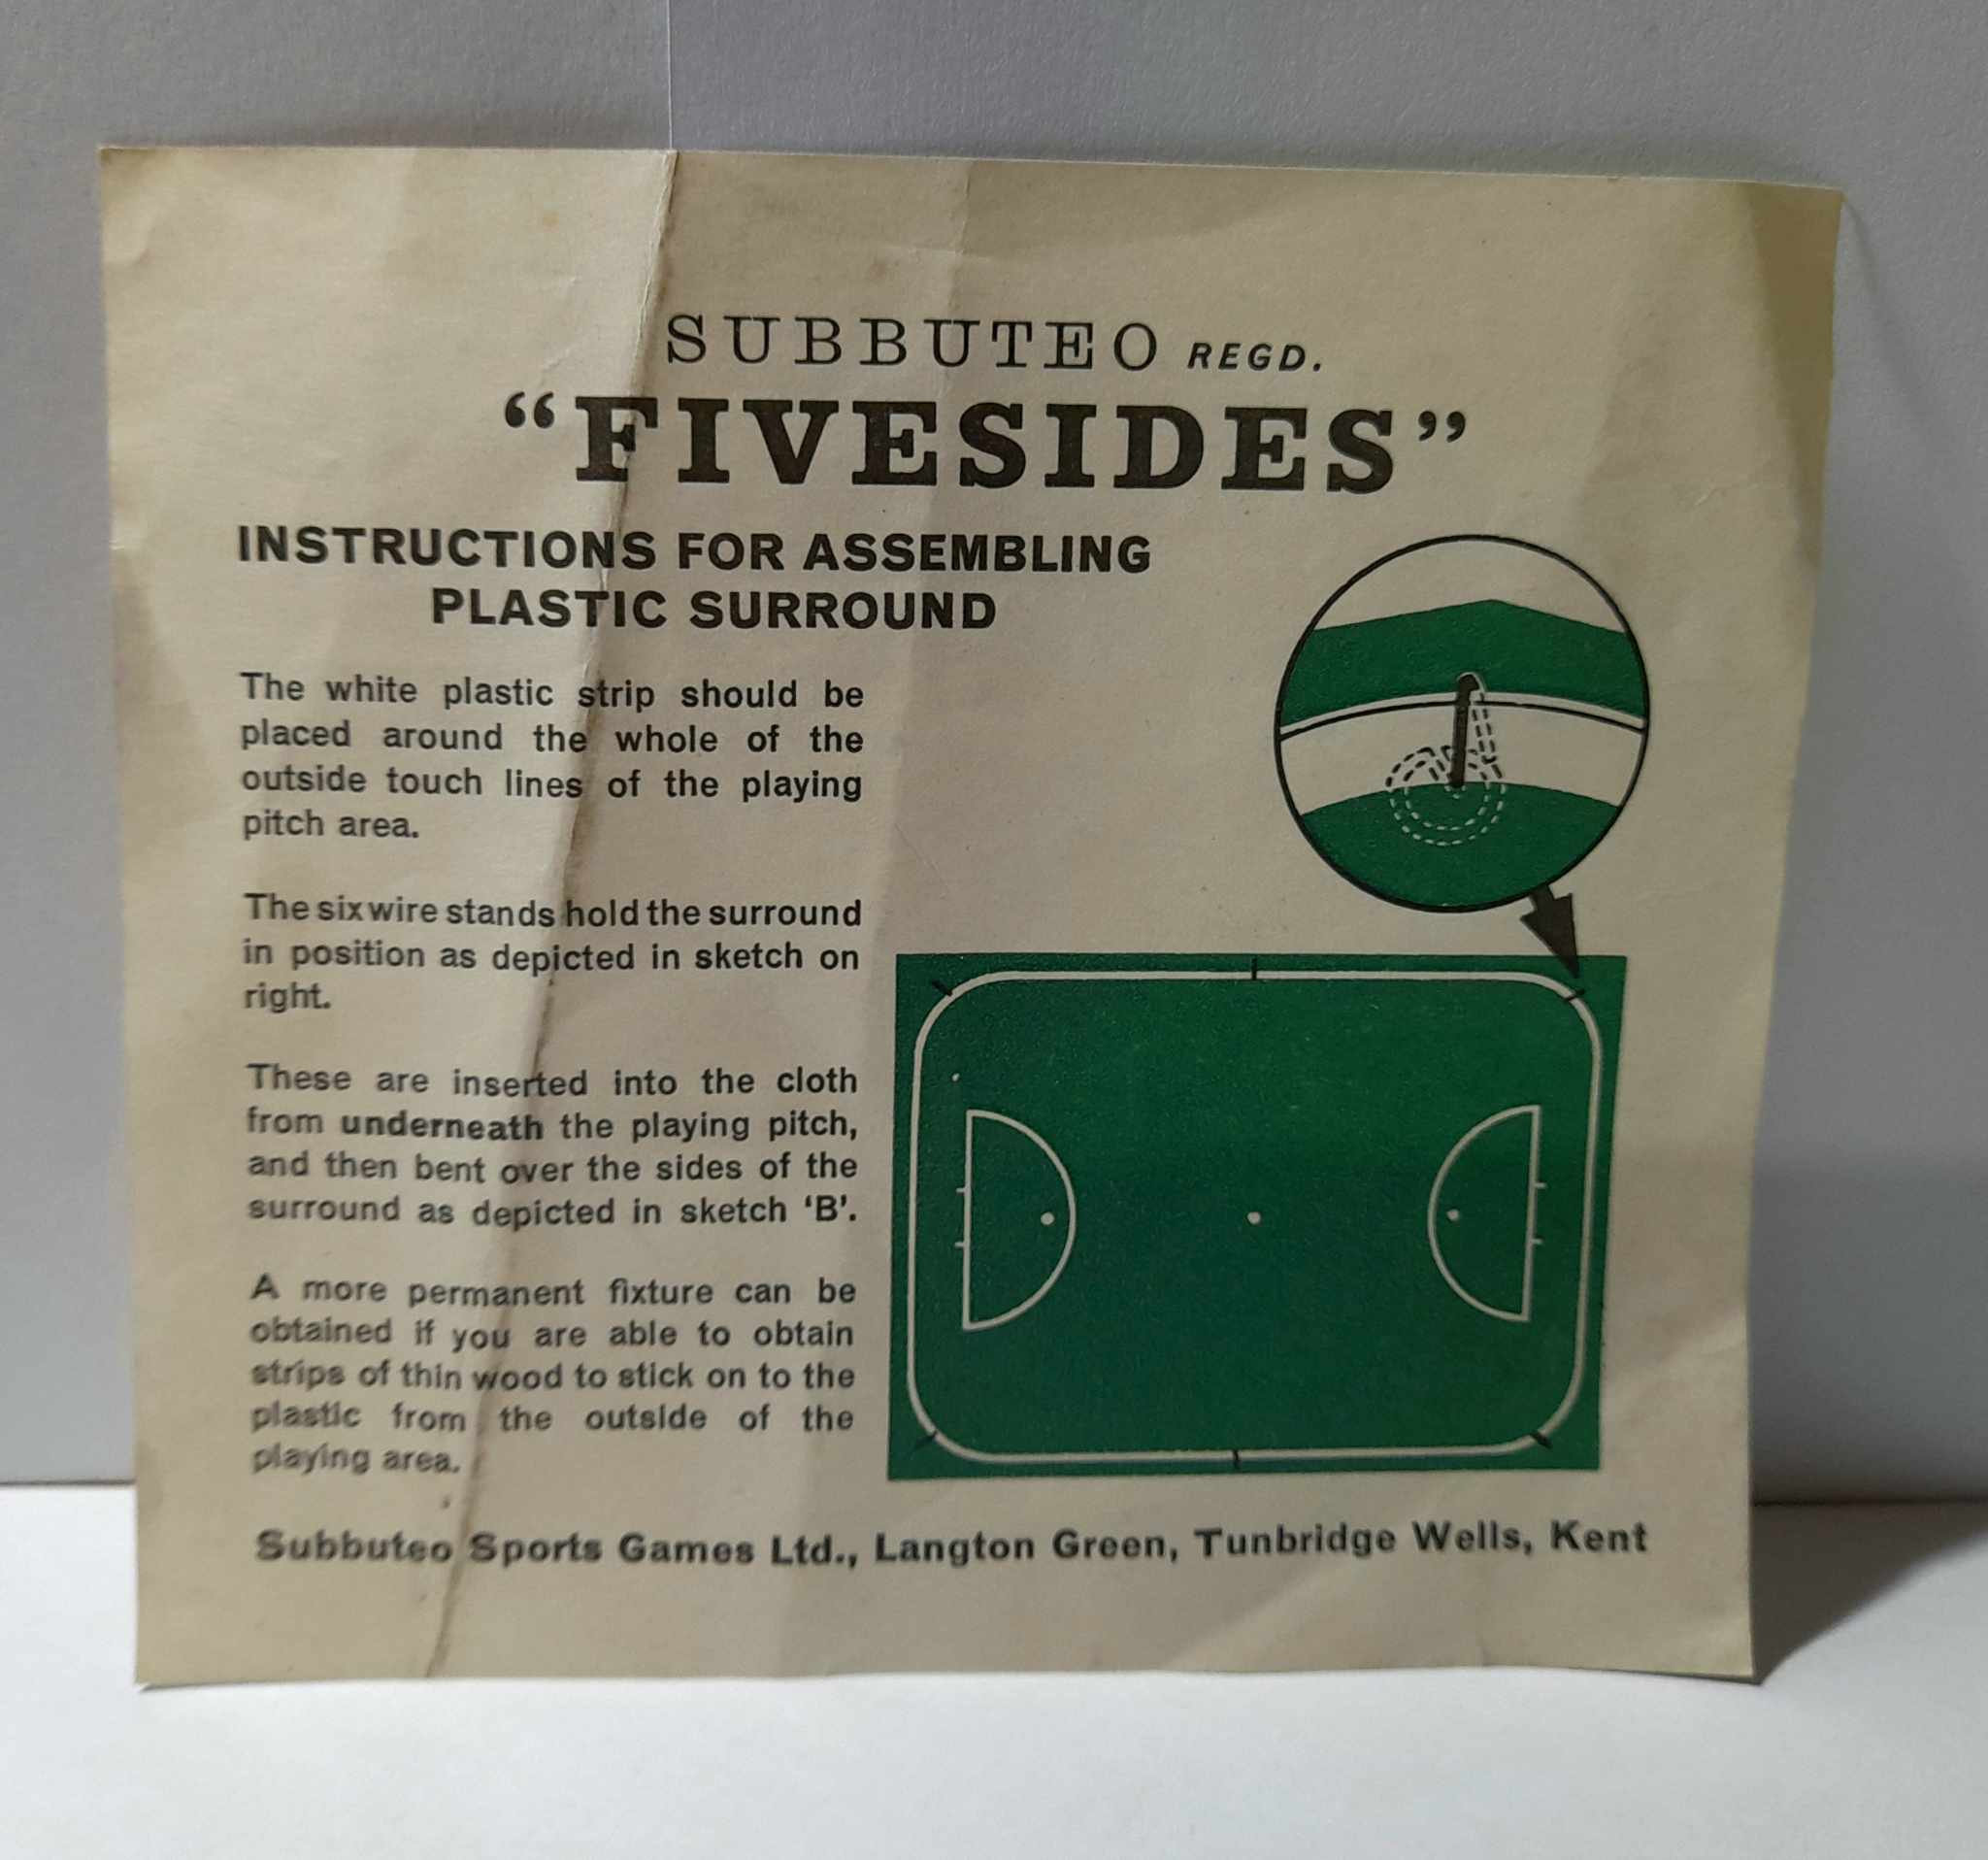 SUBBUTEO REGD.
“FIVESIDES”
INSTRUCTIONS FOR ASSEMBLING
PLASTIC SURROUND
The white plastic strip should be
placed around the whole of the
outside touch lines of the playing
pitch area.
The six wire stands hold the surround
in position as depicted in sketch on
right.
These are inserted into the cloth
from underneath the playing pitch,
and then bent over the sides of the
surround as depicted in sketch ‘B’.
A more permanent fixture can be
obtained if you are able to obtain
strips of thin wood to stick on to the
plastic from the outside of the
playing area.
Subbuteo Sports Games Ltd., Langton Green, Tunbridge Wells, Kent